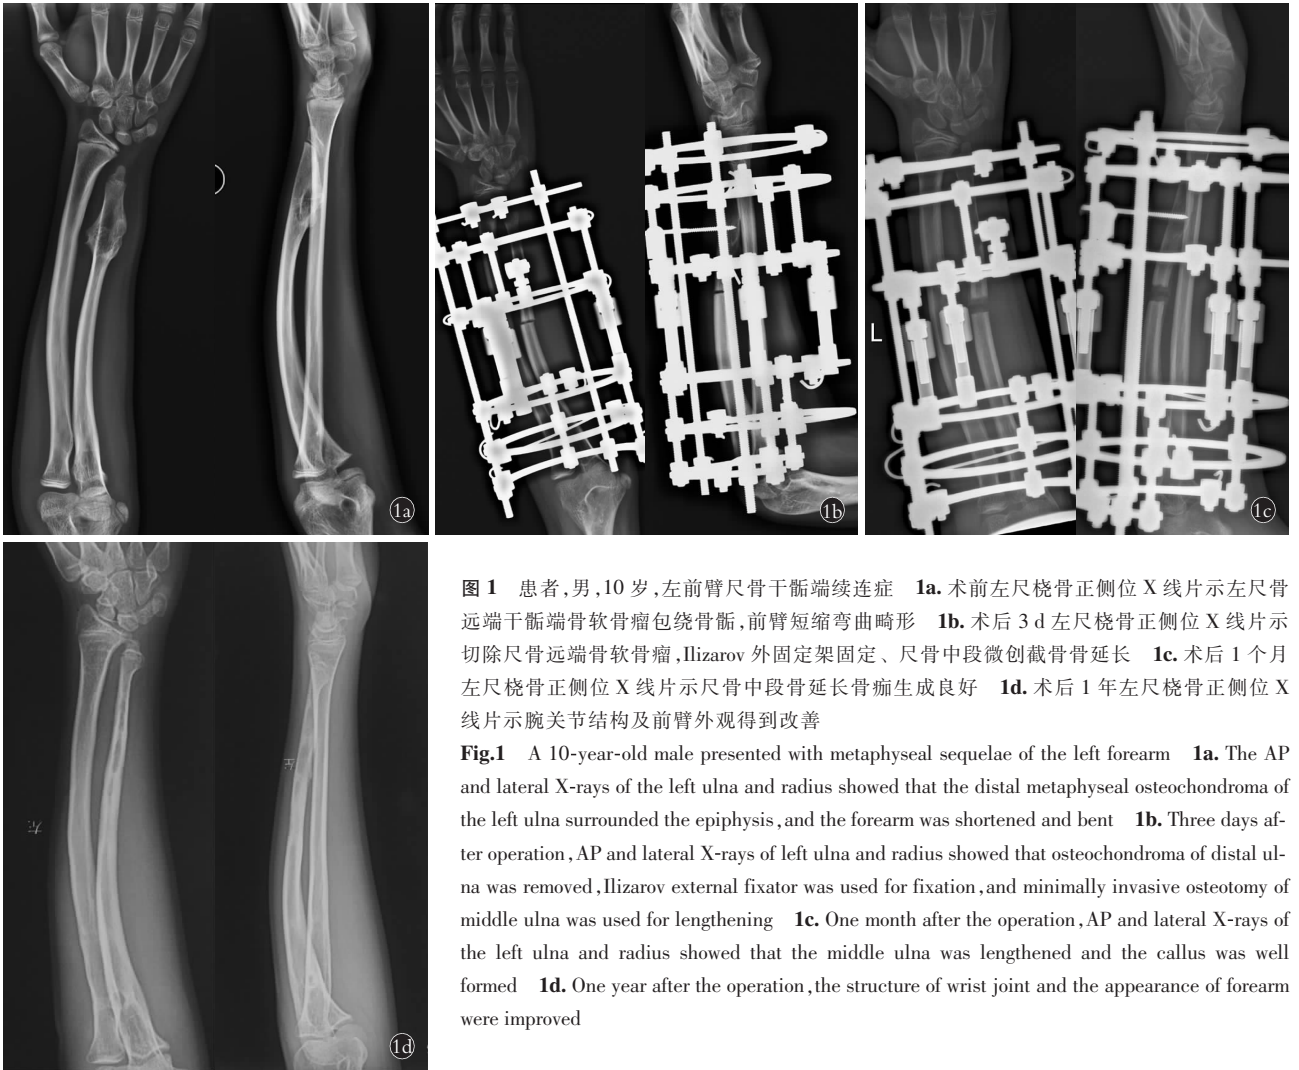 1a
1b
L
1c
左
左
1d
图 1 患者,男,10 岁,左前臂尺骨干骺端续连症 1a. 术前左尺桡骨正侧位 X 线片示左尺骨
远端干骺端骨软骨瘤包绕骨骺,前臂短缩弯曲畸形 1b. 术后 3 d 左尺桡骨正侧位 X 线片示
切除尺骨远端骨软骨瘤,Ilizarov 外固定架固定、尺骨中段微创截骨骨延长 1c. 术后 1 个月
左尺桡骨正侧位 X 线片示尺骨中段骨延长骨痂生成良好 1d. 术后 1 年左尺桡骨正侧位 X
线片示腕关节结构及前臂外观得到改善
Fig.1 A 10-year-old male presented with metaphyseal sequelae of the left forearm 1a. The AP
and lateral X-rays of the left ulna and radius showed that the distal metaphyseal osteochondroma of
the left ulna surrounded the epiphysis,and the forearm was shortened and bent 1b. Three days af-
ter operation,AP and lateral X-rays of left ulna and radius showed that osteochondroma of distal ul-
na was removed,Ilizarov external fixator was used for fixation,and minimally invasive osteotomy of
middle ulna was used for lengthening 1c. One month after the operation,AP and lateral X-rays of
the left ulna and radius showed that the middle ulna was lengthened and the callus was well
formed 1d. One year after the operation,the structure of wrist joint and the appearance of forearm
were improved